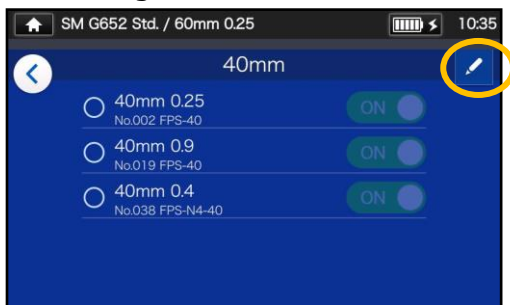 SM G652 Std. / 60mm 0.25 10:35
40mm
40mm 0.25 ON
No.002 FPS-40
40mm 0.9 ON
No.019 FPS-40
40mm 0.4 ON
No.038 FPS-N4-40